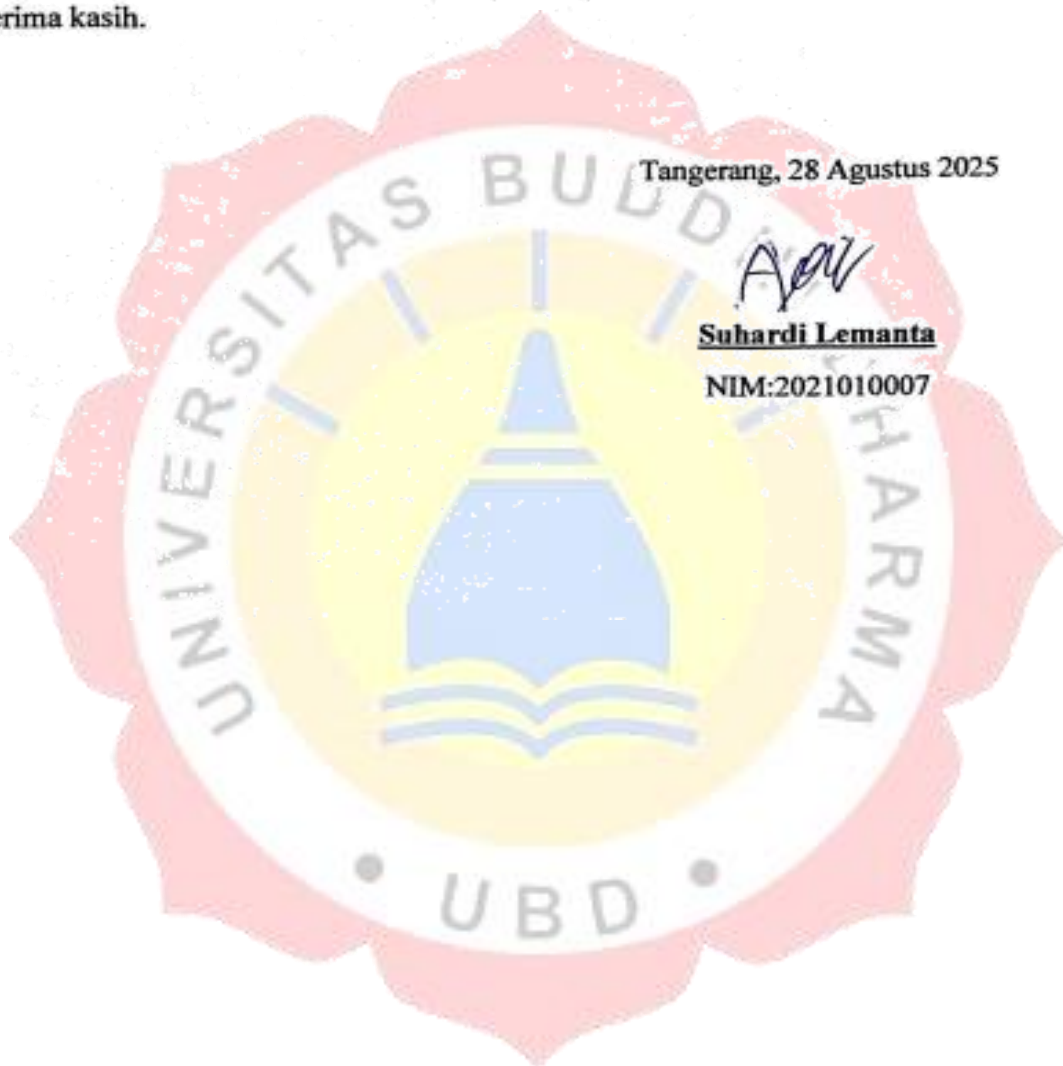 erima kasih.
Tangerang, 28 Agustus 2025
Suhardi Lemanta
NIM:2021010007
UNIVERSITAS BUDDHI DHARMA
• UBD •